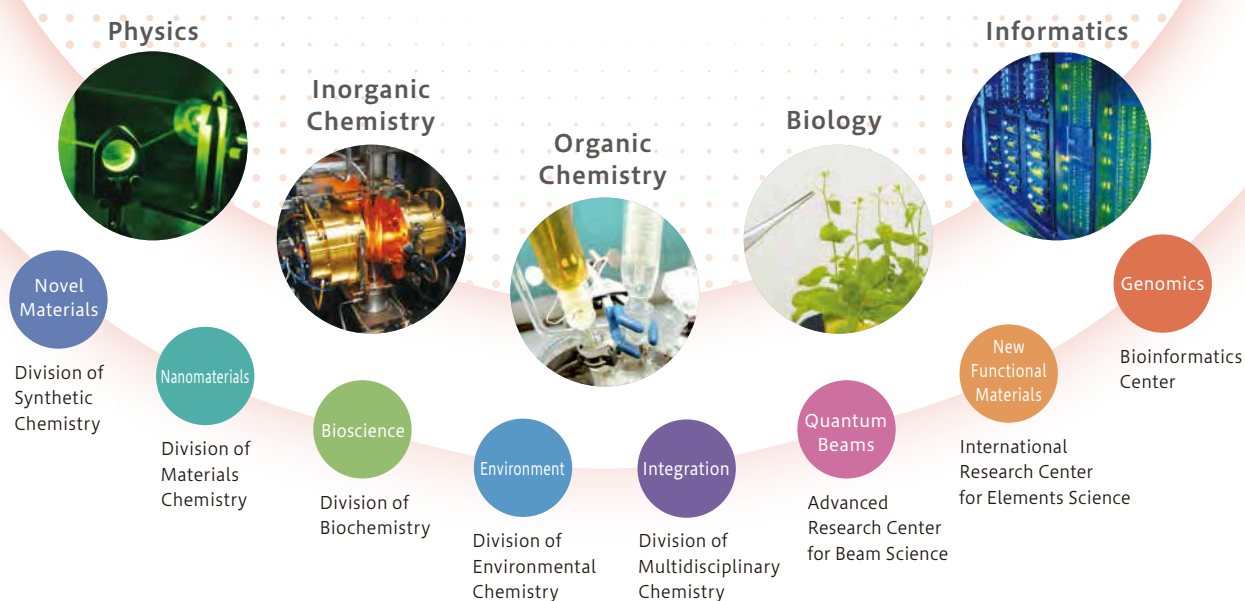 Physics
Inorganic
Chemistry
Organic
Chemistry
Biology
Informatics
Novel
Materials
Division of
Synthetic
Chemistry
Nanomaterials
Division of
Materials
Chemistry
Bioscience
Division of
Biochemistry
Environment
Division of
Environmental
Chemistry
Integration
Division of
Multidisciplinary
Chemistry
Quantum
Beams
Advanced
Research Center
for Beam Science
New
Functional
Materials
International
Research Center
for Elements Science
Genomics
Bioinformatics
Center